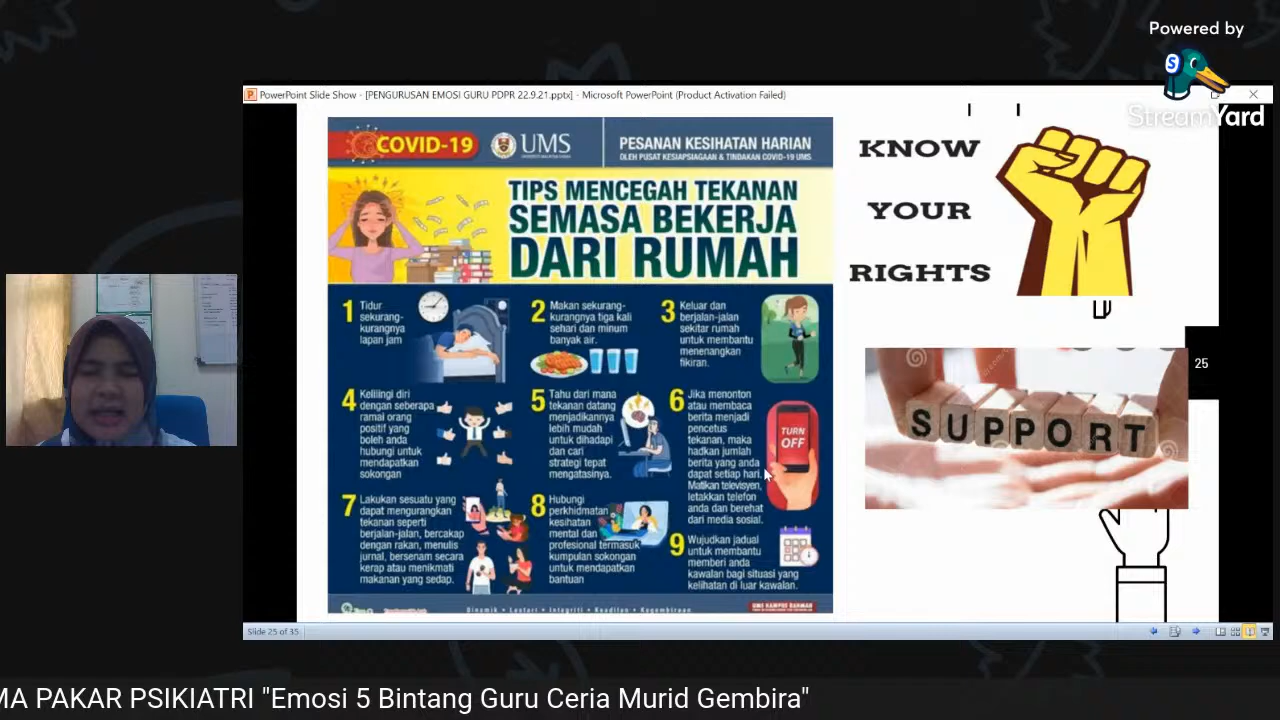 Powered by
StreamYard
PowerPoint Slide Show - [PENGURUSAN EMOSI GURU PDPR 22.9.21.pptx] - Microsoft PowerPoint (Product Activation Failed)
COVID-19
UMS
PESANAN KESIHATAN HARIAN
OLEH PUSAT KESIAPSIAGAAN & TINDAKAN COVID-19 UMS
TIPS MENCEGAH TEKANAN
SEMASA BEKERJA
DARI RUMAH
1 Tidur
sekurang-
kurangnya
lapan jam
2 Makan sekurang-
kurangnya tiga kali
sehari dan minum
banyak air.
3 Keluar dan
berjalan-jalan
sekitar rumah
untuk membantu
menenangkan
fikiran.
4 Kelilingi diri
dengan seberapa
ramai orang
positif yang
boleh anda
hubungi untuk
mendapatkan
sokongan
5 Tahu dari mana
tekanan datang
menjadikannya
lebih mudah
untuk dihadapi
dan cari
strategi tepat
mengatasinya.
6 Jika menonton
atau membaca
berita menjadi
pencetus
tekanan, maka
hadkan jumlah
berita yang anda
dapat setiap hari.
Matikan televisyen,
letakkan telefon
anda dan berehat
dari media sosial.
TURN
OFF
7 Lakukan sesuatu yang
dapat mengurangkan
tekanan seperti
berjalan-jalan, bercakap
dengan rakan, menulis
jurnal, bersenam secara
kerap atau menikmati
makanan yang sedap.
8 Hubungi
perkhidmatan
kesihatan
mental dan
profesional termasuk
kumpulan sokongan
untuk mendapatkan
bantuan
9 Wujudkan jadual
untuk membantu
memberi anda
kawalan bagi situasi yang
kelihatan di luar kawalan.
Dinamik • Lestari • Integriti • Keadilan • Kegembiraan
KNOW
YOUR
RIGHTS
SUPPORT
25
Slide 25 of 35
MA PAKAR PSIKIATRI "Emosi 5 Bintang Guru Ceria Murid Gembira"